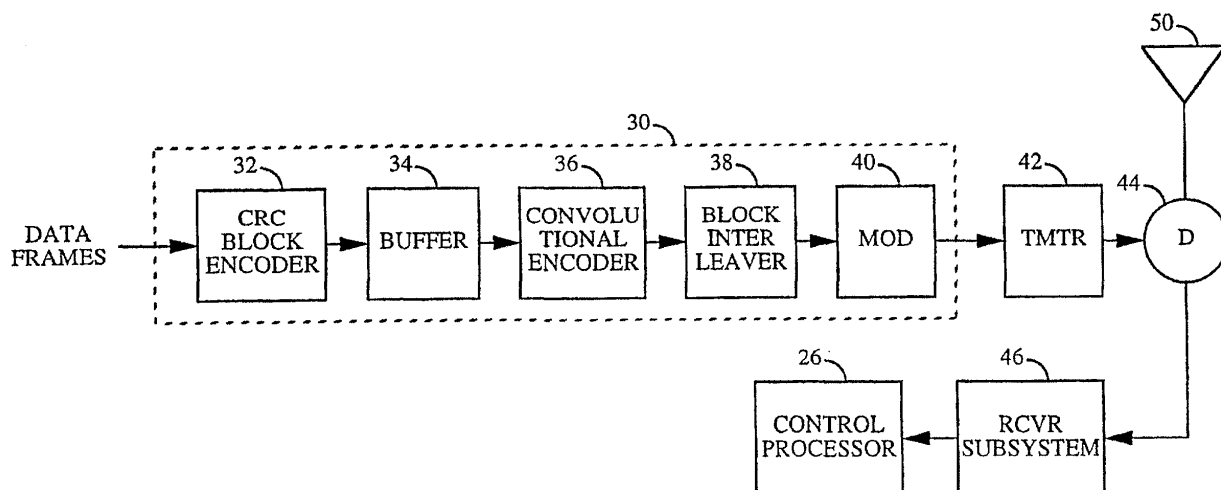 50
30
32
34
36
38
40
42
44
DATA
FRAMES
CRC
BLOCK
ENCODER
BUFFER
CONVOLU
TIONAL
ENCODER
BLOCK
INTER
LEAVER
MOD
TMTR
D
26
46
CONTROL
PROCESSOR
RCVR
SUBSYSTEM